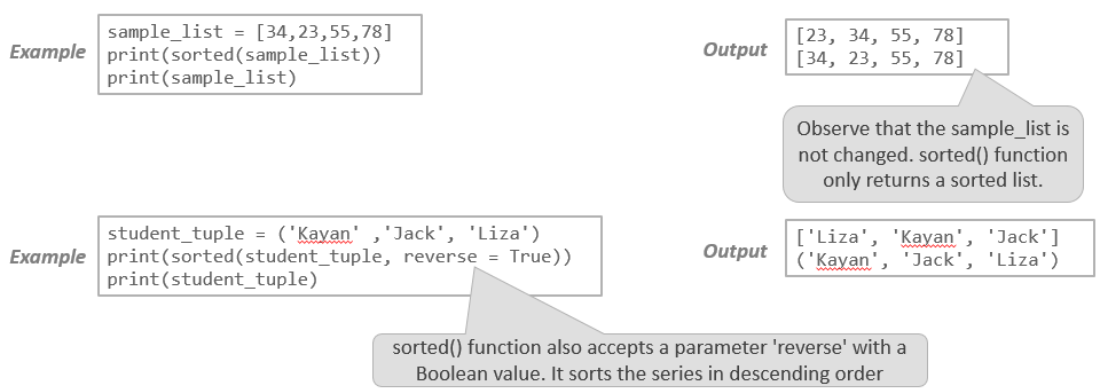 Example
sample_list = [34,23,55,78]
print(sorted(sample_list))
print(sample_list)
Output
[23, 34, 55, 78]
[34, 23, 55, 78]
Observe that the sample_list is
not changed. sorted() function
only returns a sorted list.
Example
student_tuple = ('Kayan' ,'Jack', 'Liza')
print(sorted(student_tuple, reverse = True))
print(student_tuple)
Output
['Liza', 'Kayan', 'Jack']
('Kayan', 'Jack', 'Liza')
sorted() function also accepts a parameter 'reverse' with a
Boolean value. It sorts the series in descending order